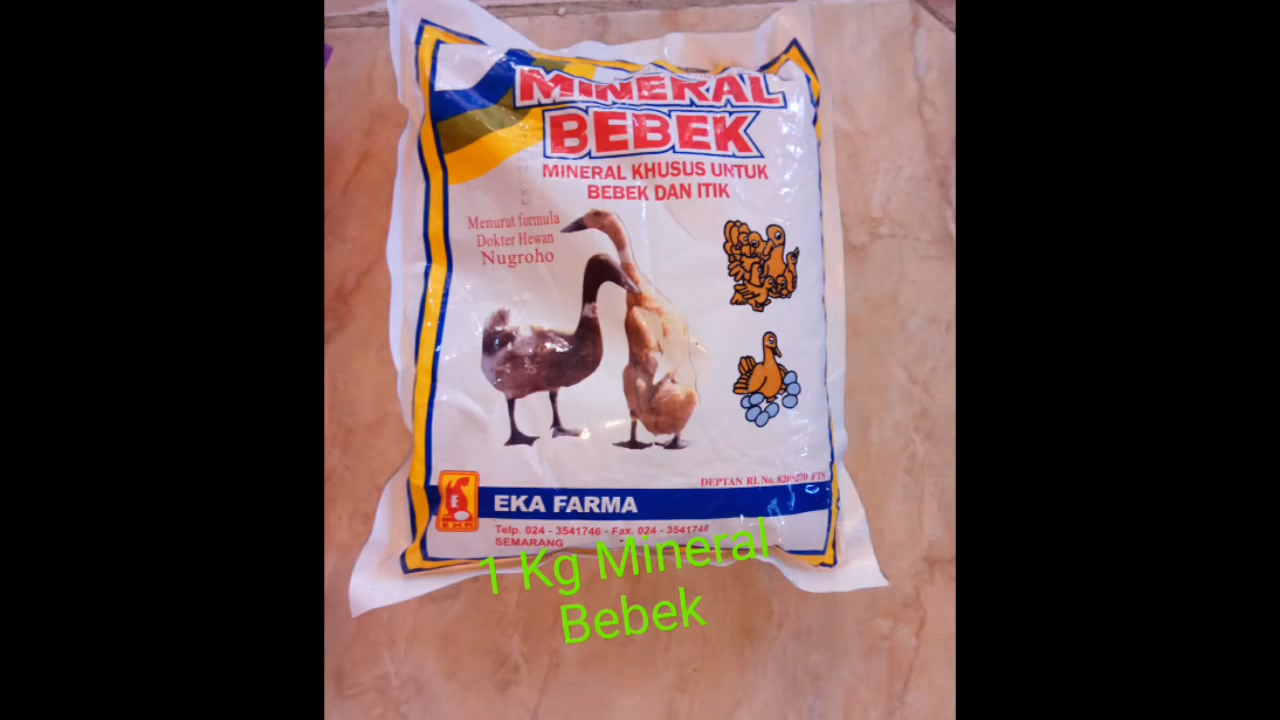 MINERAL
BEBEK
MINERAL KHUSUS UNTUK
BEBEK DAN ITIK
Menurut formula
Dokter Hewan
Nugroho
DEPTAN RI. No.
FTS
E
EKA FARMA
Telp. 024 - 3541746 - Fax. 024 - 3541748
SEMARANG
1 Kg Mineral
Bebek